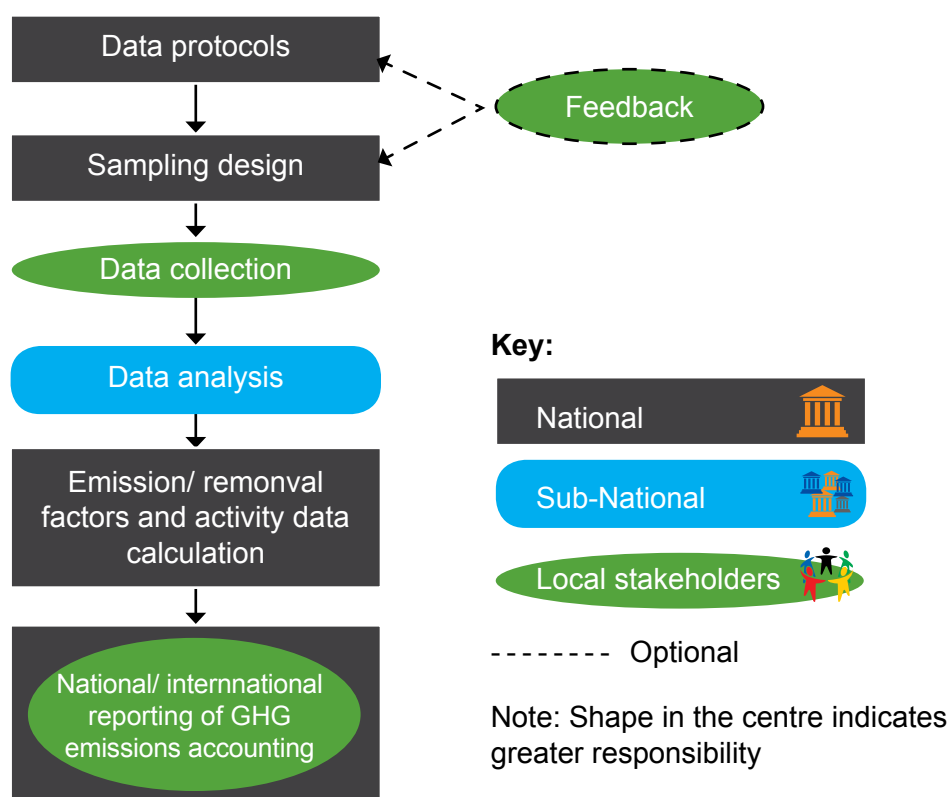 Data protocols
Feedback
Sampling design
Data collection
Data analysis
Emission/ remonval
factors and activity data
calculation
National/ internnational
reporting of GHG
emissions accounting
Key:
National
Sub-National
Local stakeholders
-------- Optional
Note: Shape in the centre indicates
greater responsibility